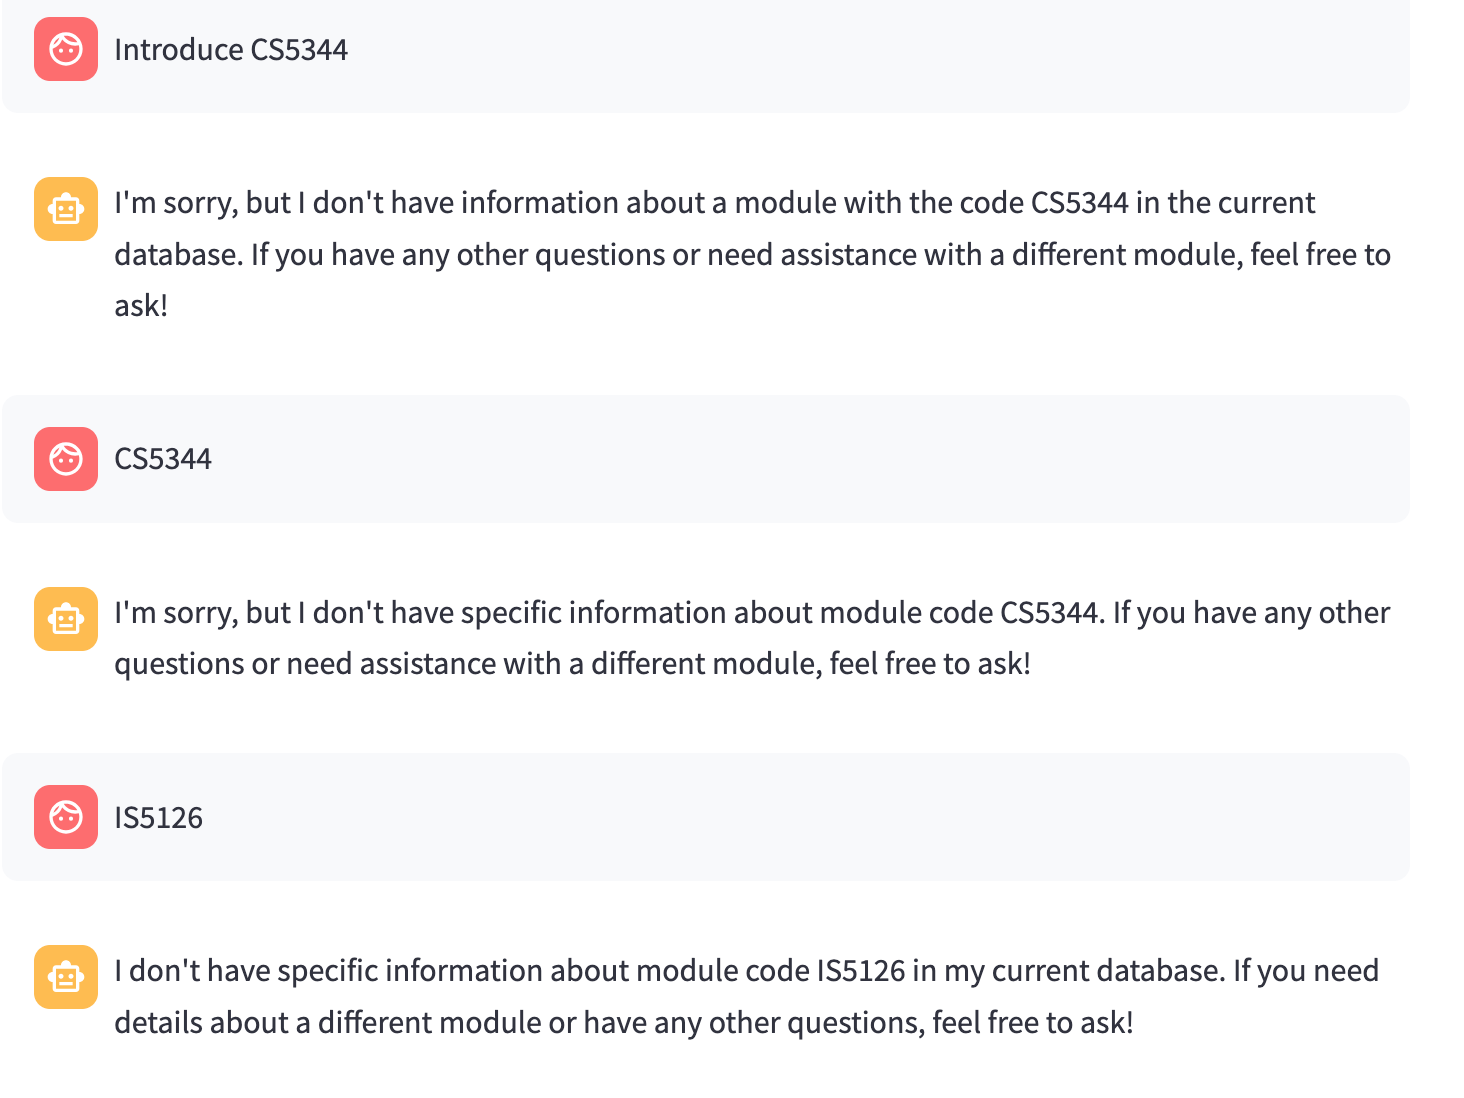 Introduce CS5344
I'm sorry, but I don't have information about a module with the code CS5344 in the current
database. If you have any other questions or need assistance with a different module, feel free to
ask!
CS5344
I'm sorry, but I don't have specific information about module code CS5344. If you have any other
questions or need assistance with a different module, feel free to ask!
IS5126
I don't have specific information about module code IS5126 in my current database. If you need
details about a different module or have any other questions, feel free to ask!